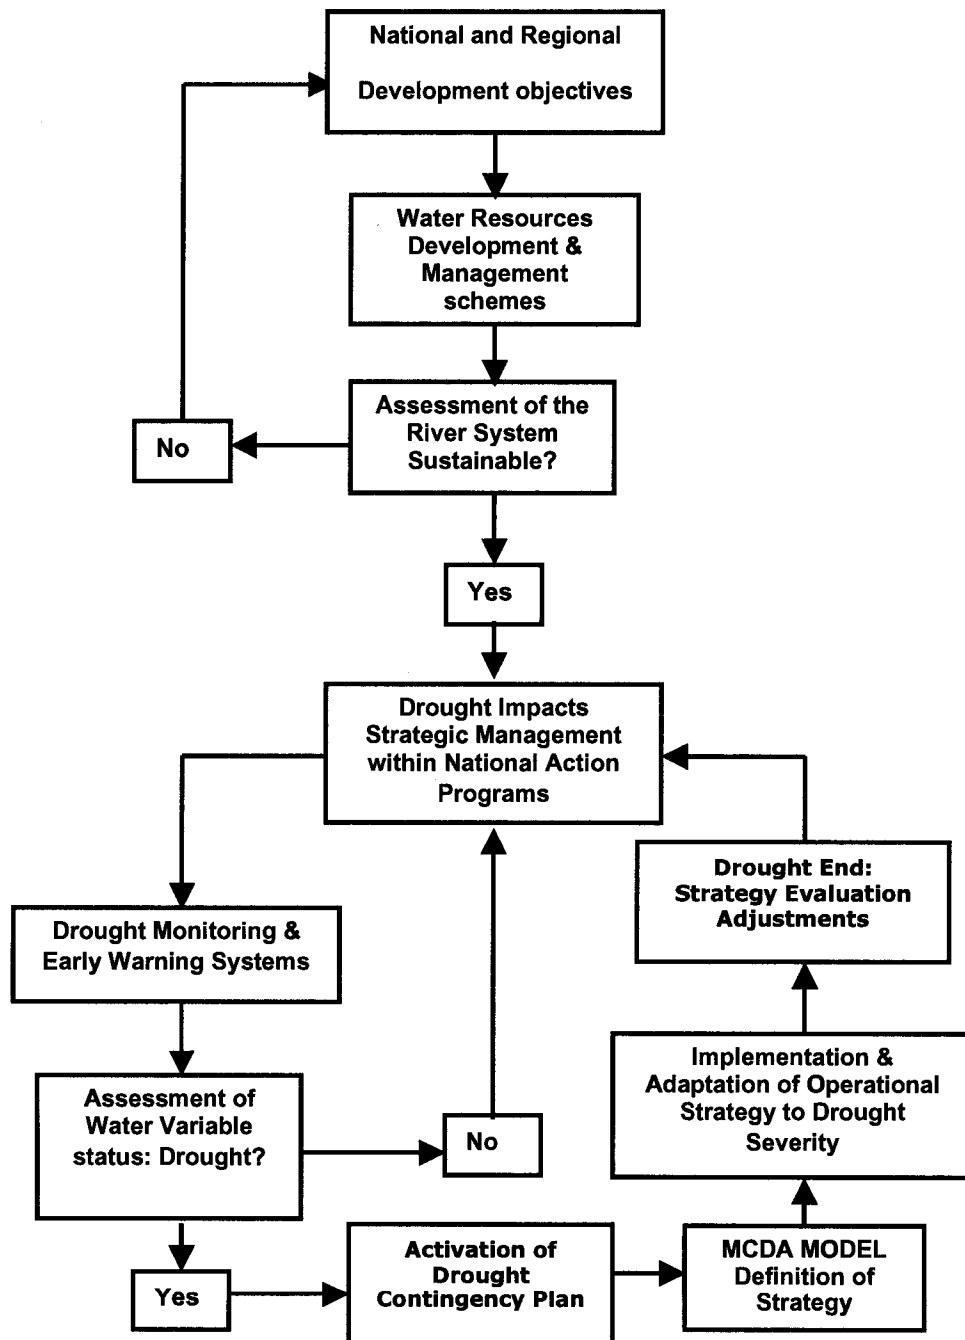 National and Regional
Development objectives
Water Resources
Development &
Management
schemes
Assessment of the
River System
Sustainable?
No
Yes
Drought Impacts
Strategic Management
within National Action
Programs
Drought Monitoring &
Early Warning Systems
Assessment of
Water Variable
status: Drought?
No
Yes
Activation of
Drought
Contingency Plan
MCDA MODEL
Definition of
Strategy
Implementation &
Adaptation of Operational
Strategy to Drought
Severity
Drought End:
Strategy Evaluation
Adjustments